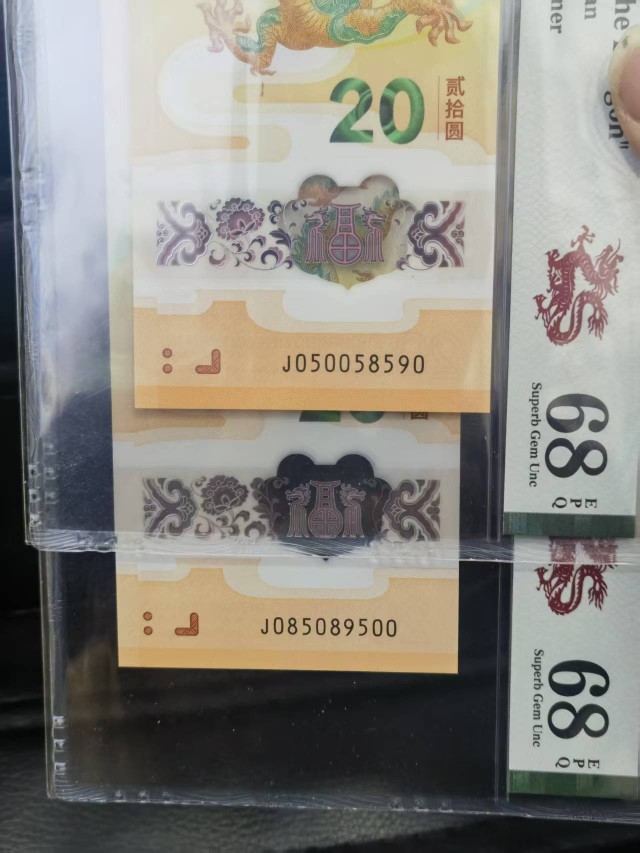 20
贰拾圆
J050058590
J085089500
68
EPQ
Superb Gem Unc
68
EPQ
Superb Gem Unc